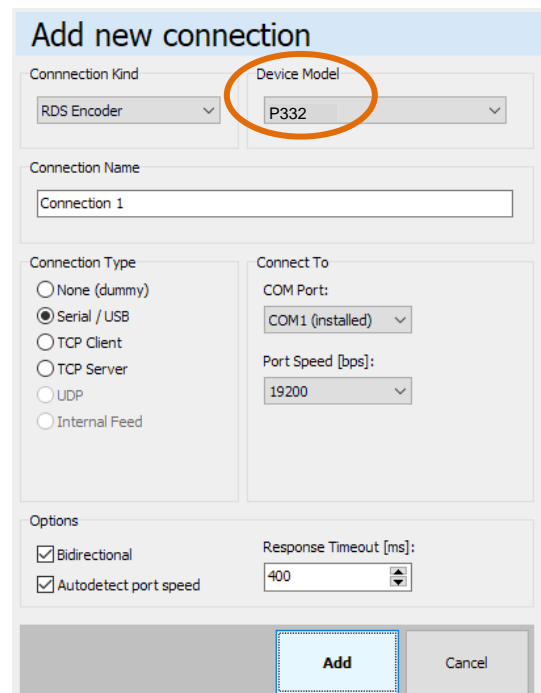 Add new connection
Connnection Kind
Device Model
RDS Encoder
P332
Connection Name
Connection 1
Connection Type
Connect To
None (dummy)
COM Port:
Serial / USB
COM1 (installed)
TCP Client
Port Speed [bps]:
TCP Server
19200
UDP
Internal Feed
Options
Bidirectional
Response Timeout [ms]:
Autodetect port speed
400
Add
Cancel